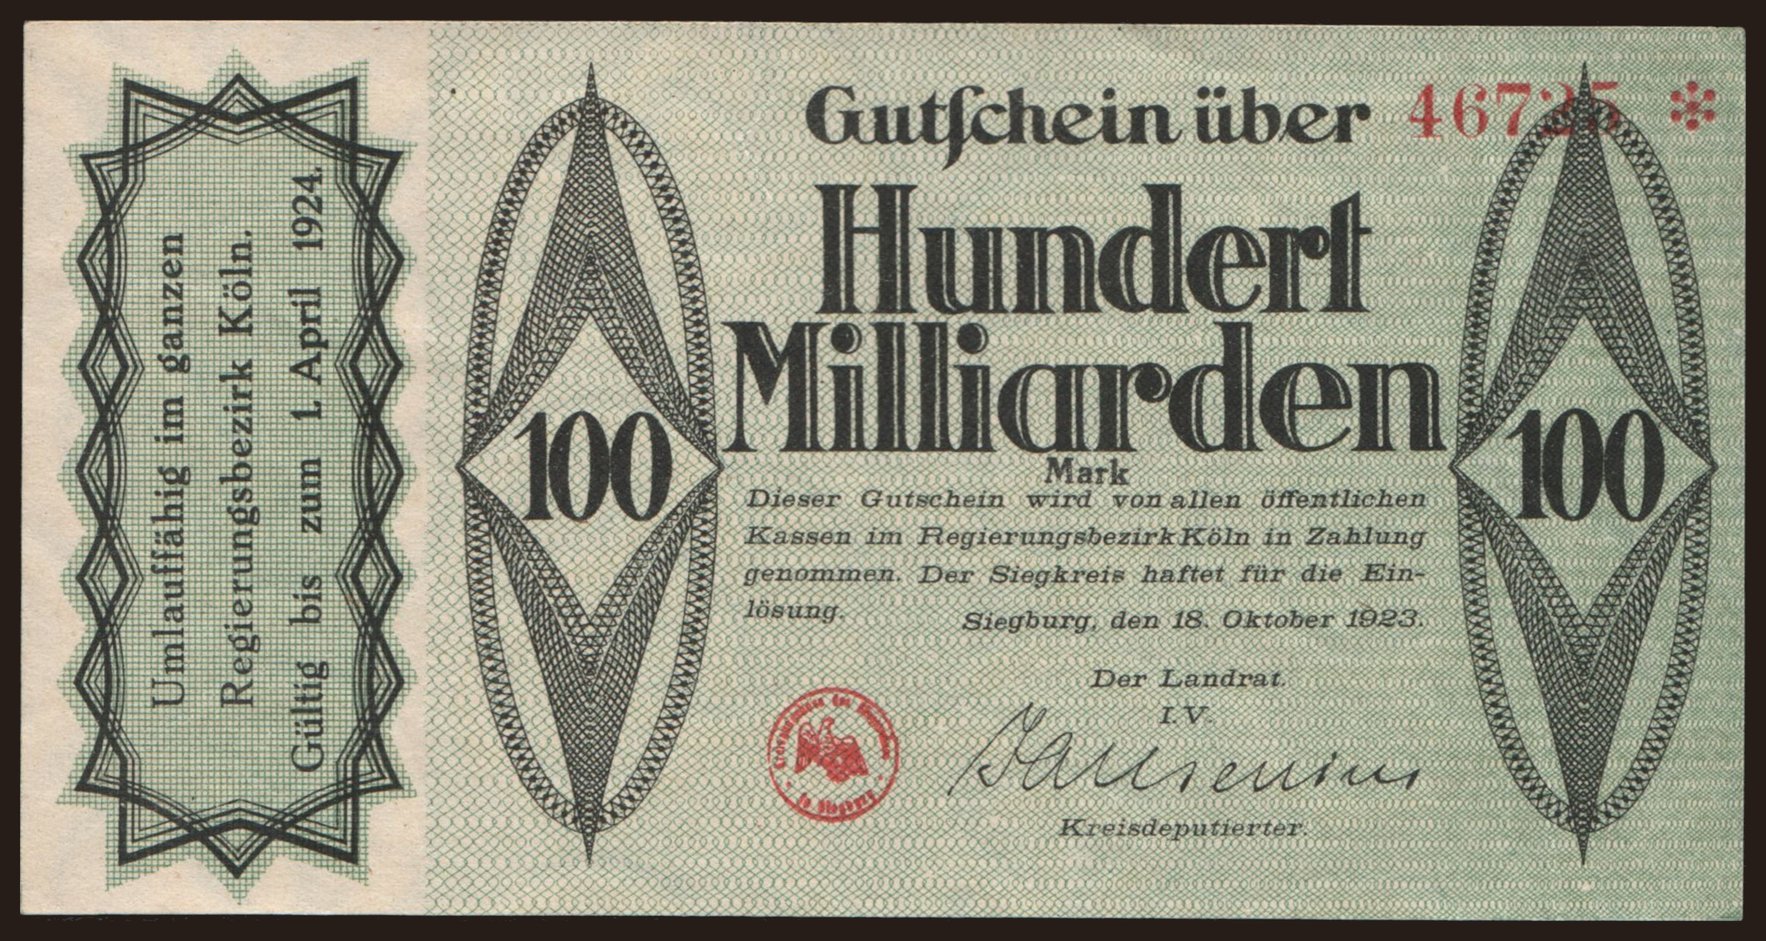 Umlauffähig im ganzen
Regierungsbezirk Köln.
Gültig bis zum 1. April 1924.
Gutschein über 46725
Hundert
Milliarden
Mark
100
100
Dieser Gutschein wird von allen öffentlichen
Kassen im Regierungsbezirk Köln in Zahlung
genommen. Der Siegkreis haftet für die Ein-
lösung.
Siegburg, den 18. Oktober 1923.
Der Landrat.
I. V.
Kreisdeputierter.